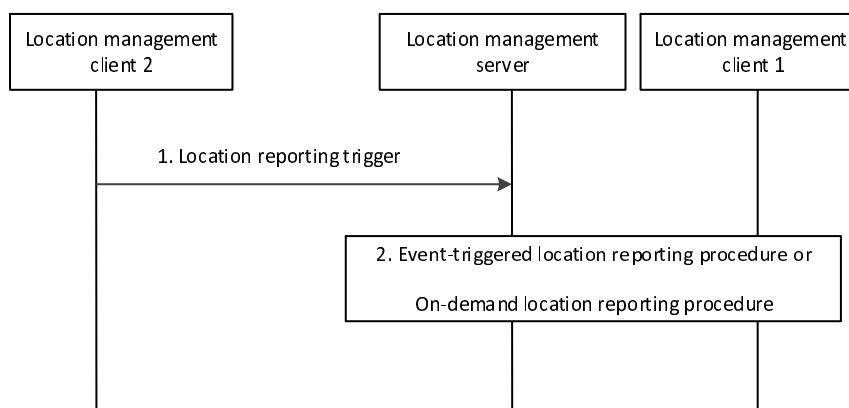 Location management
client 2
Location management
server
Location management
client 1
1. Location reporting trigger
2. Event-triggered location reporting procedure or
On-demand location reporting procedure